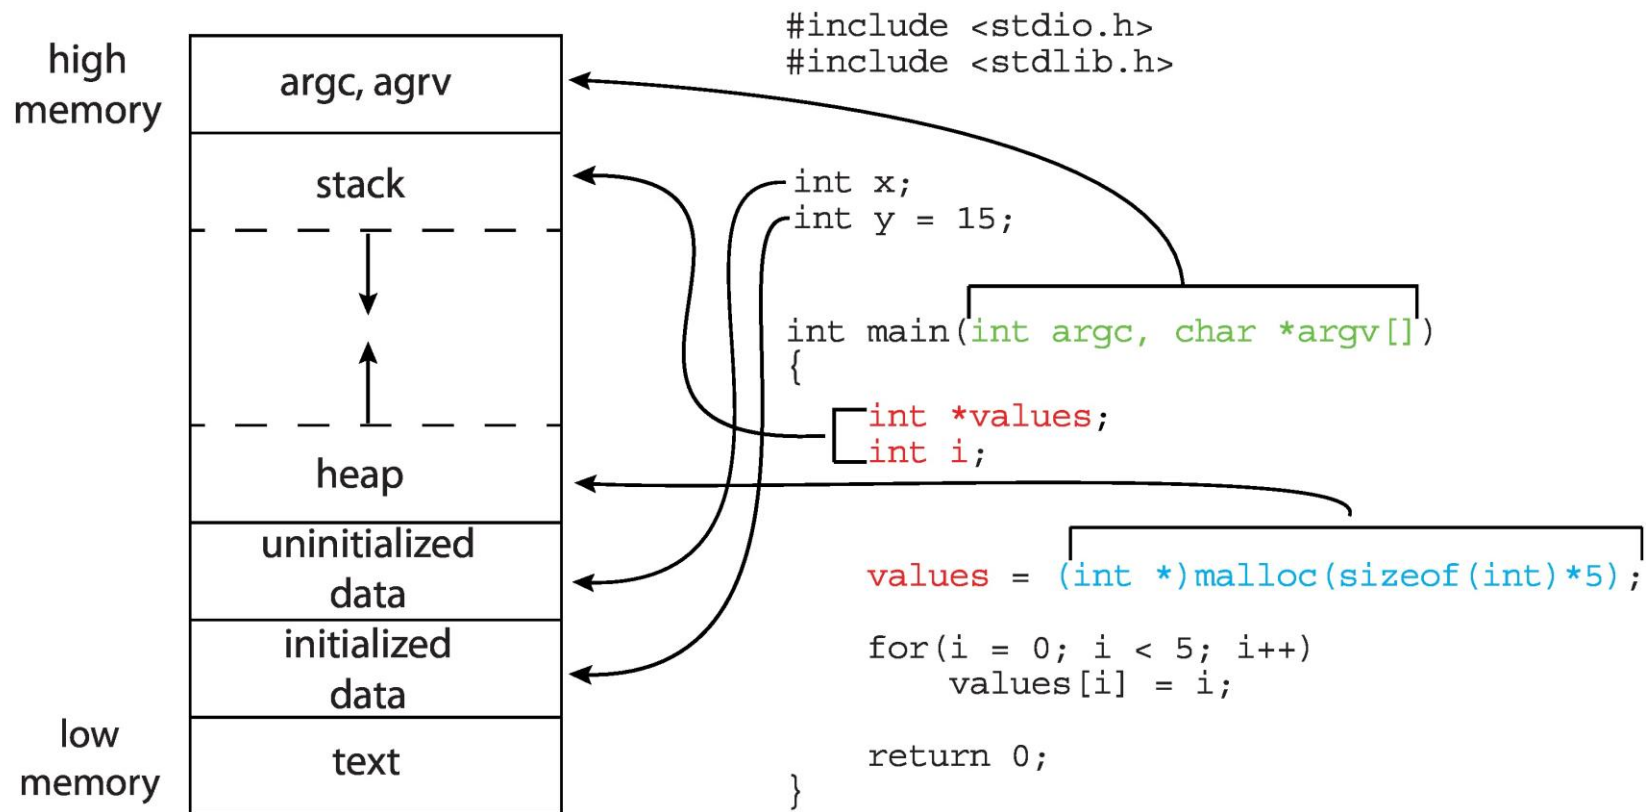 high
memory
argc, agrv
stack
heap
uninitialized
data
initialized
data
low
memory
text
#include <stdio.h>
#include <stdlib.h>
int x;
int y = 15;
int main(int argc, char *argv[])
{
int *values;
int i;
values = (int *)malloc(sizeof(int)*5);
for(i = 0; i < 5; i++)
values[i] = i;
return 0;
}